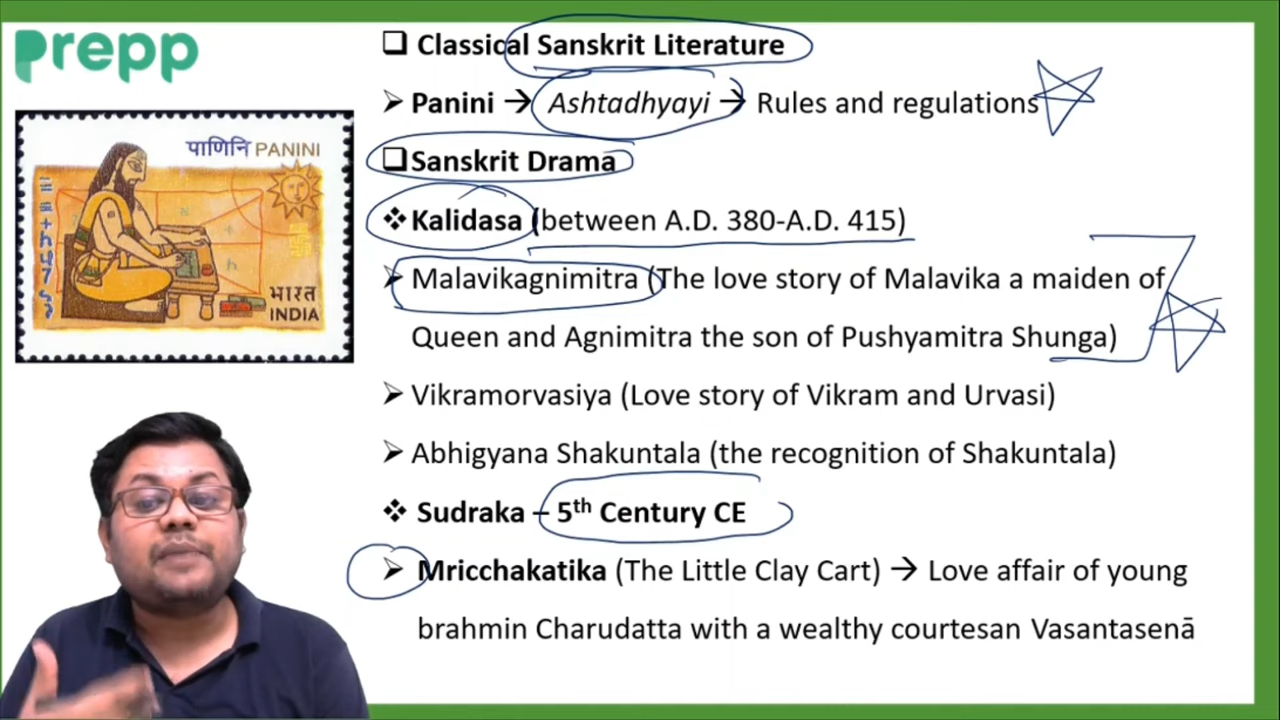 prepp
पाणिनि PANINI
भारत
INDIA
❑ Classical Sanskrit Literature
➢ Panini → Ashtadhyayi → Rules and regulations
❑Sanskrit Drama
❖Kalidasa (between A.D. 380-A.D. 415)
➢ Malavikagnimitra (The love story of Malavika a maiden of
Queen and Agnimitra the son of Pushyamitra Shunga)
➢ Vikramorvasiya (Love story of Vikram and Urvasi)
➢ Abhigyana Shakuntala (the recognition of Shakuntala)
❖ Sudraka – 5th Century CE
➢ Mricchakatika (The Little Clay Cart) → Love affair of young
brahmin Charudatta with a wealthy courtesan Vasantasenā